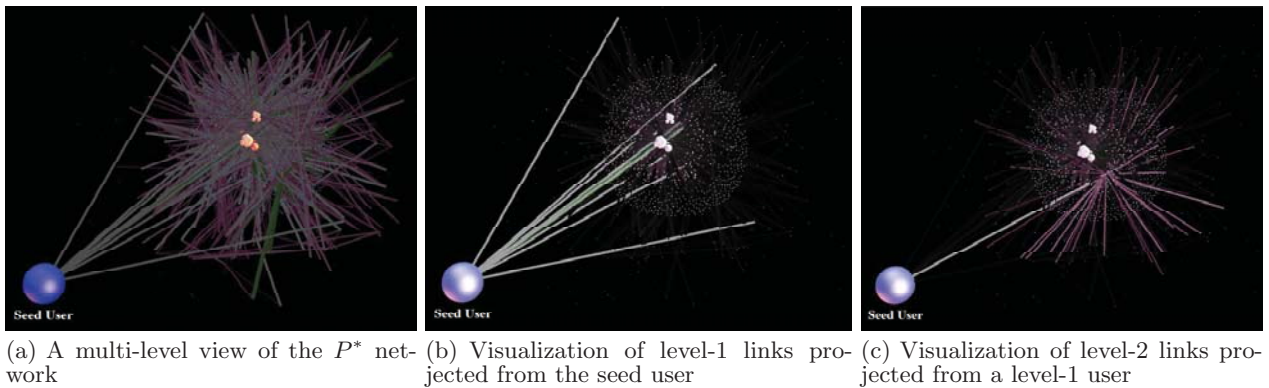 Seed User
Seed User
Seed User
(a) A multi-level view of the P* net-
work
(b) Visualization of level-1 links pro-
jected from the seed user
(c) Visualization of level-2 links pro-
jected from a level-1 user